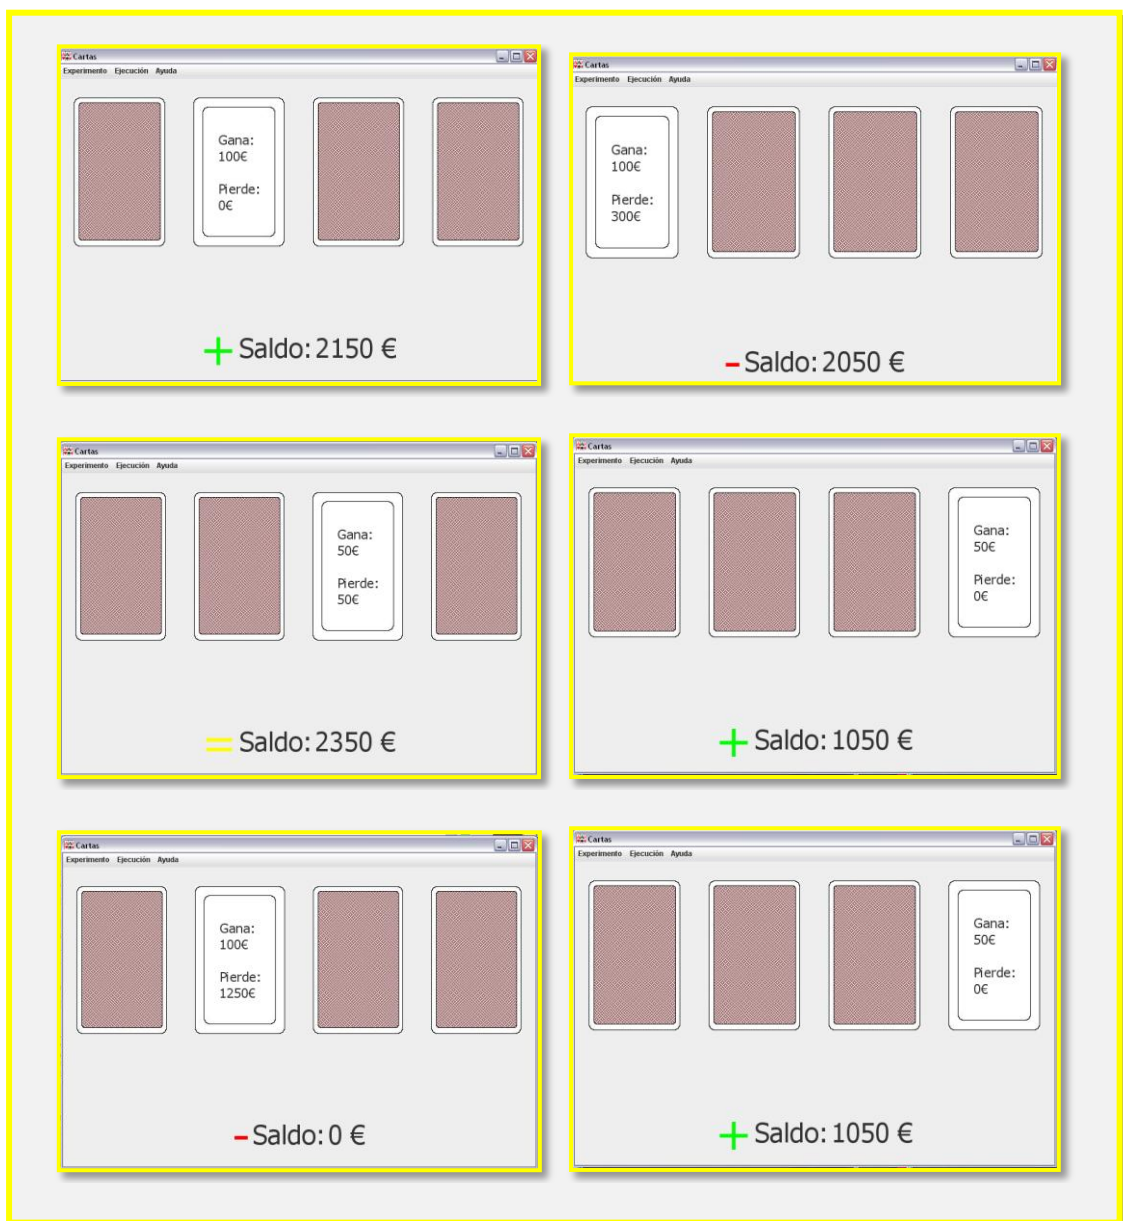 Cartas
Experimento Ejecución Ayuda
Gana:
100€
Pierde:
0€
+ Saldo: 2150 €
Cartas
Experimento Ejecución Ayuda
Gana:
100€
Pierde:
300€
- Saldo: 2050 €
Cartas
Experimento Ejecución Ayuda
Gana:
50€
Pierde:
50€
= Saldo: 2350 €
Cartas
Experimento Ejecución Ayuda
Gana:
50€
Pierde:
0€
+ Saldo: 1050 €
Cartas
Experimento Ejecución Ayuda
Gana:
100€
Pierde:
1250€
- Saldo: 0 €
Cartas
Experimento Ejecución Ayuda
Gana:
50€
Pierde:
0€
+ Saldo: 1050 €